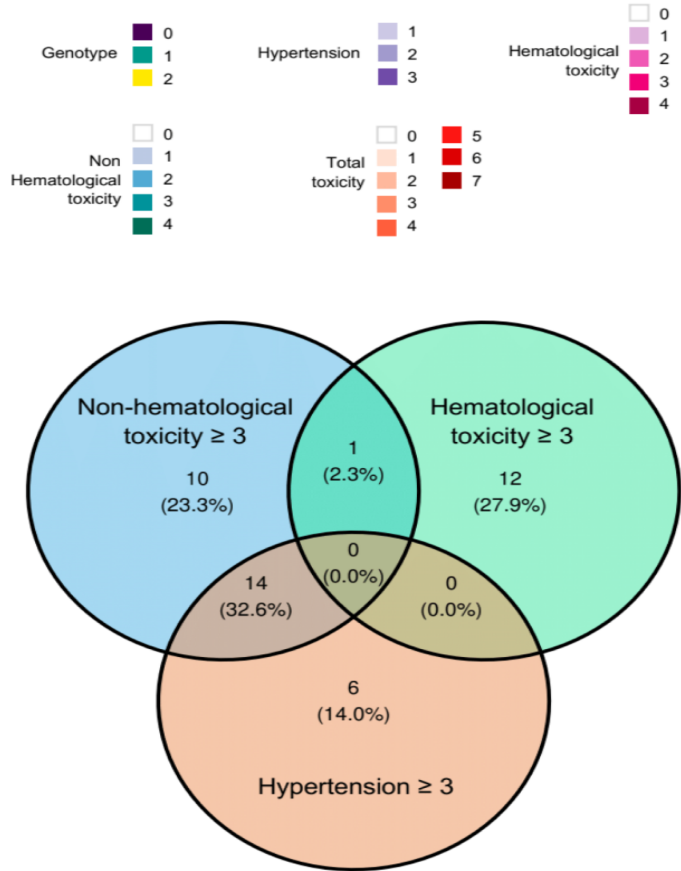 Genotype
0
1
2
Hypertension
1
2
3
Hematological
toxicity
0
1
2
3
4
Non
Hematological
toxicity
0
1
2
3
4
Total
toxicity
0
1
2
3
4
5
6
7
Non-hematological
toxicity ≥ 3
10
(23.3%)
1
(2.3%)
Hematological
toxicity ≥ 3
12
(27.9%)
0
(0.0%)
14
(32.6%)
0
(0.0%)
6
(14.0%)
Hypertension ≥ 3